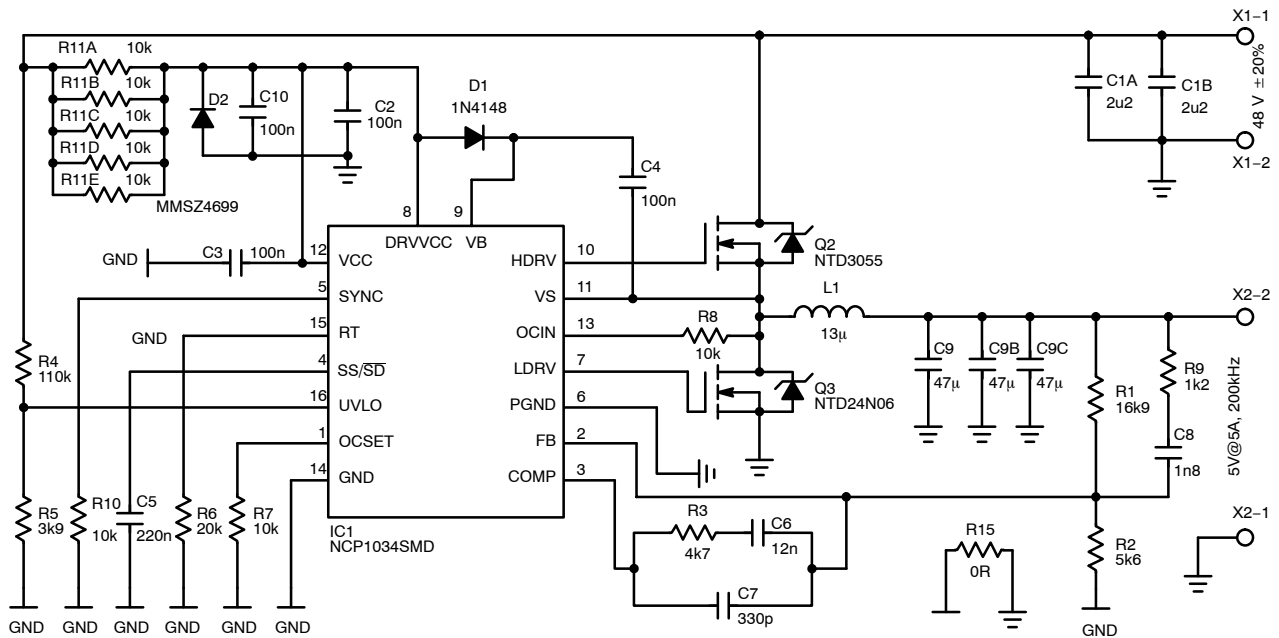 X1-1
R11A 10k
R11B 10k
R11C 10k
R11D 10k
R11E 10k
MMSZ4699
D2
C10
100n
C2
100n
D1
1N4148
C4
100n
C1A
2u2
C1B
2u2
48 V ±20%
X1-2
8
9
DRVVCC VB
GND
C3
100n
12
VCC
5
SYNC
GND
15
RT
4
SS/SD
16
UVLO
1
OCSET
14
GND
HDRV
10
VS
11
OCIN
13
LDRV
7
PGND
6
FB
2
COMP
3
IC1
NCP1034SMD
Q2
NTD3055
R8
10k
Q3
NTD24N06
L1
13µ
X2-2
C9
47µ
C9B
47µ
C9C
47µ
R1
16k9
R9
1k2
C8
1n8
5V@5A, 200kHz
X2-1
R4
110k
R5
3k9
R10
10k
C5
220n
R6
20k
R7
10k
R3
4k7
C6
12n
C7
330p
R15
0R
R2
5k6
GND GND GND GND GND GND
GND